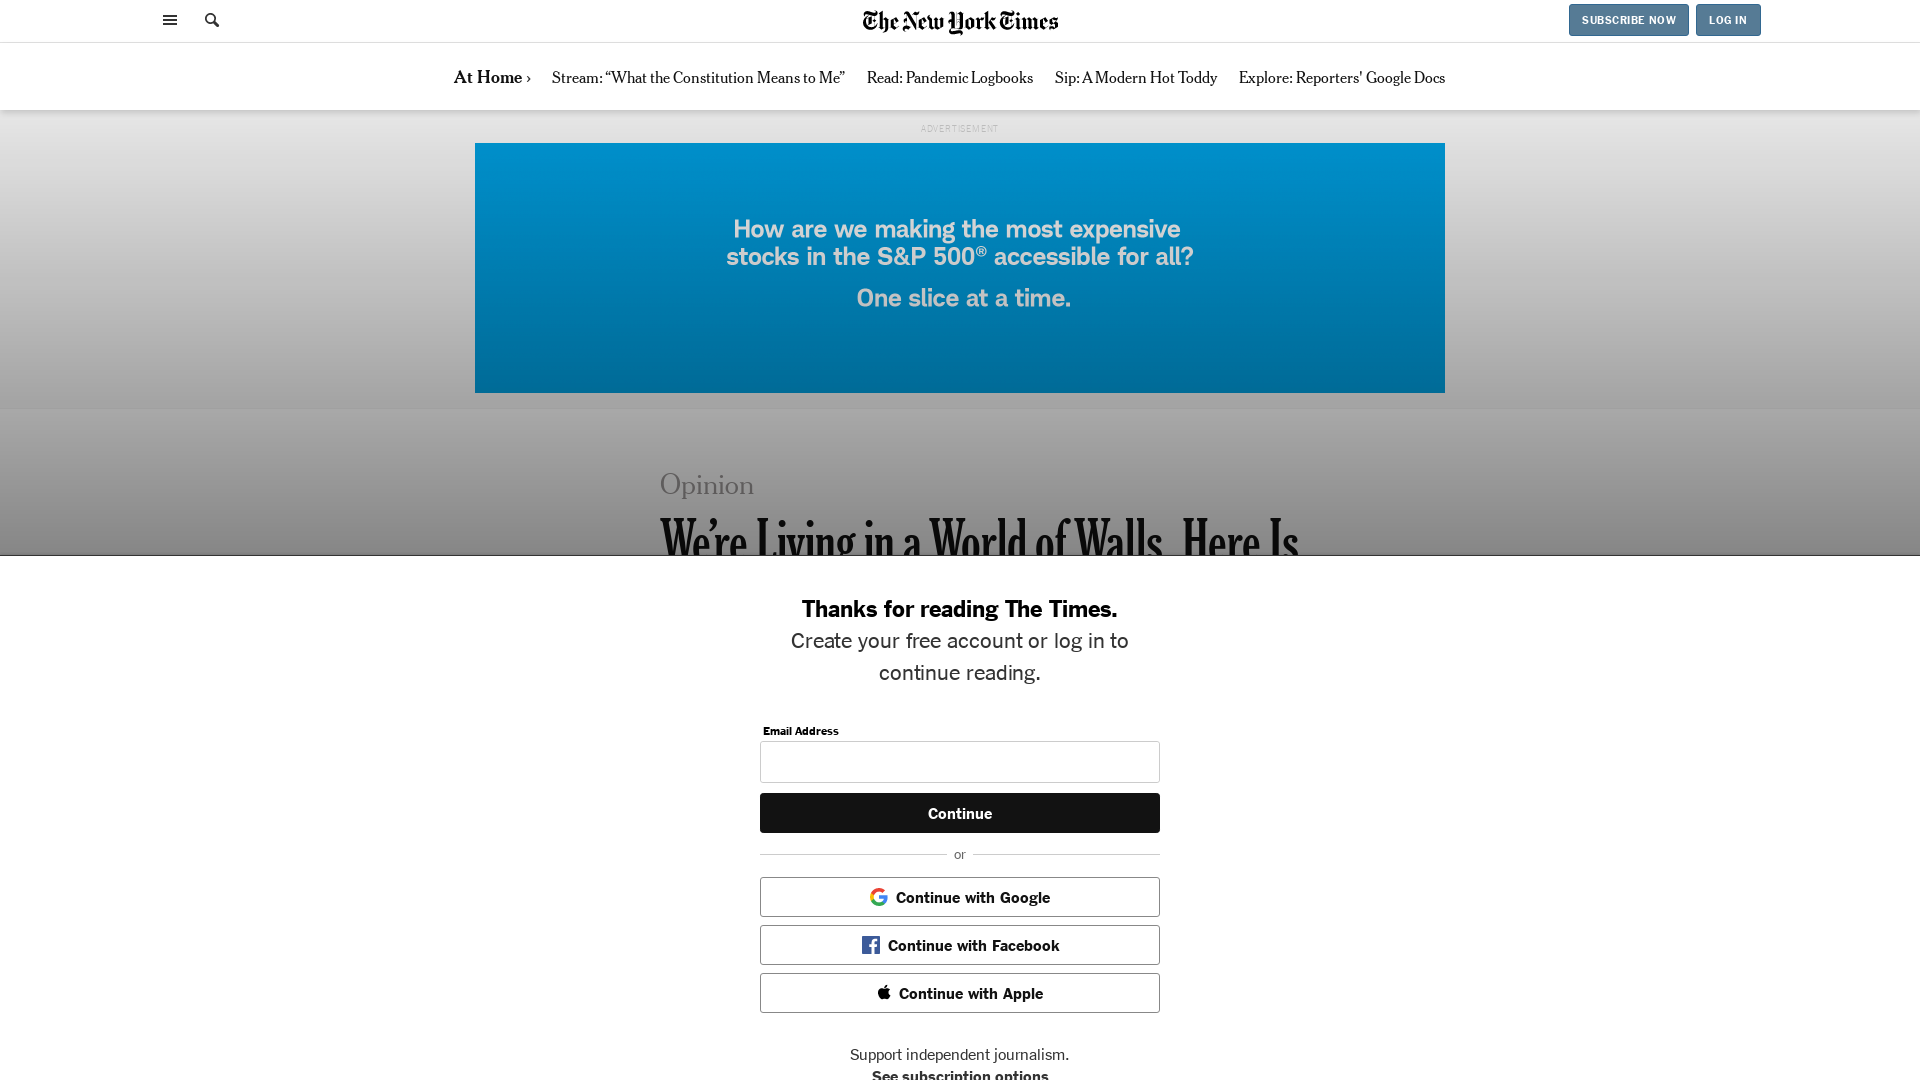 The New York Times
SUBSCRIBE NOW
LOG IN
At Home ›
Stream: “What the Constitution Means to Me”
Read: Pandemic Logbooks
Sip: A Modern Hot Toddy
Explore: Reporters' Google Docs
ADVERTISEMENT
How are we making the most expensive
stocks in the S&P 500® accessible for all?
One slice at a time.
Opinion
We’re Living in a World of Walls. Here Is
Thanks for reading The Times.
Create your free account or log in to
continue reading.
Email Address
Continue
or
Continue with Google
Continue with Facebook
Continue with Apple
Support independent journalism.
See subscription options